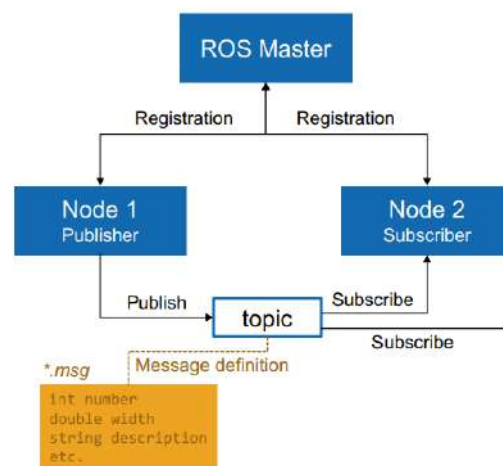 ROS Master
Registration
Registration
Node 1
Publisher
Node 2
Subscriber
Publish
topic
Subscribe
Subscribe
*.msg
Message definition
int number
double width
string description
etc.